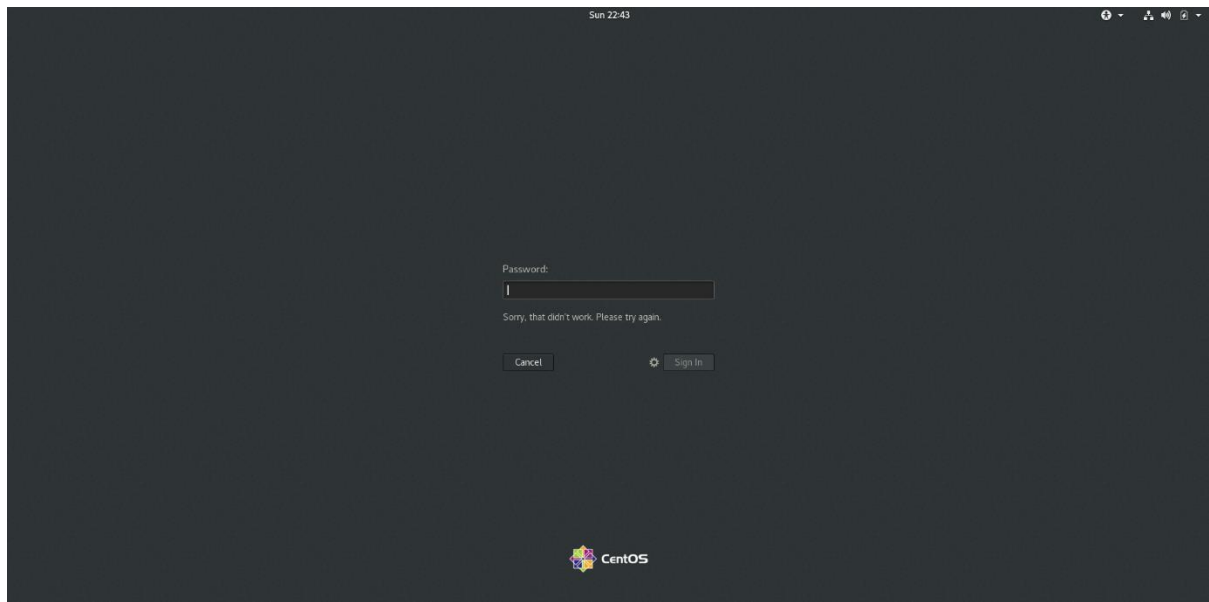 Sun 22:43
Password:
Sorry, that didn't work. Please try again.
Cancel
Sign In
CentOS